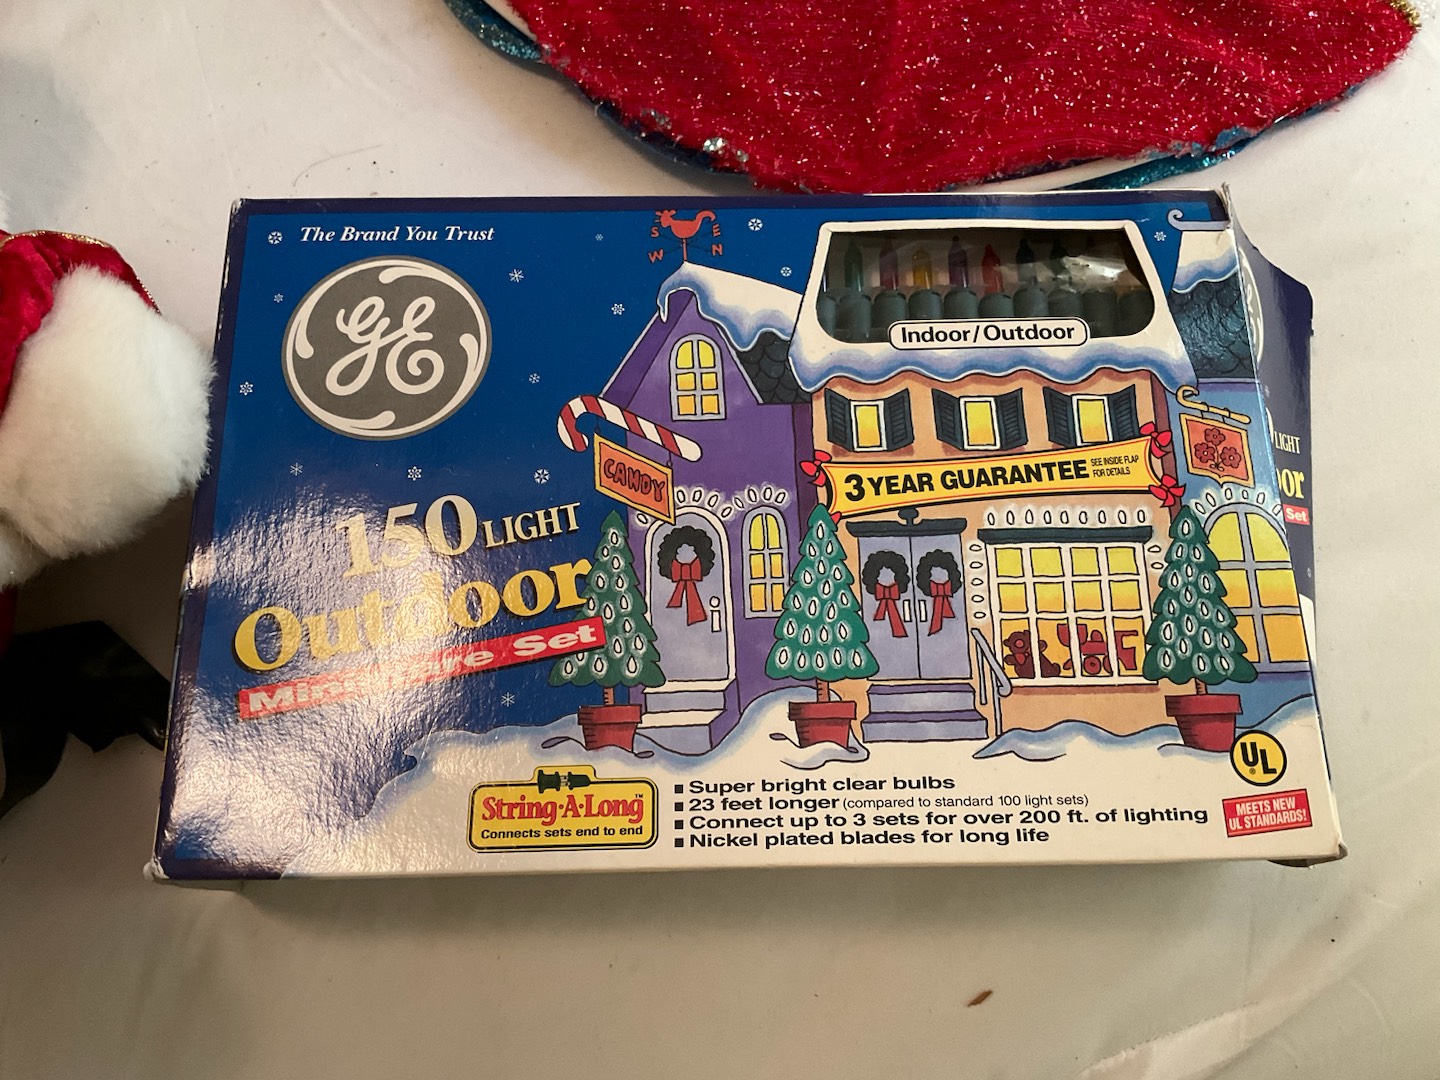 The Brand You Trust
GE
S E
W N
Indoor/Outdoor
CANDY
3 YEAR GUARANTEE SEE INSIDE FLAP
FOR DETAILS
150 LIGHT
Outdoor
Miniature Set
LIGHT
or
Set
String-A-Long™
Connects sets end to end
■ Super bright clear bulbs
■ 23 feet longer (compared to standard 100 light sets)
■ Connect up to 3 sets for over 200 ft. of lighting
■ Nickel plated blades for long life
UL
®
MEETS NEW
UL STANDARDS!